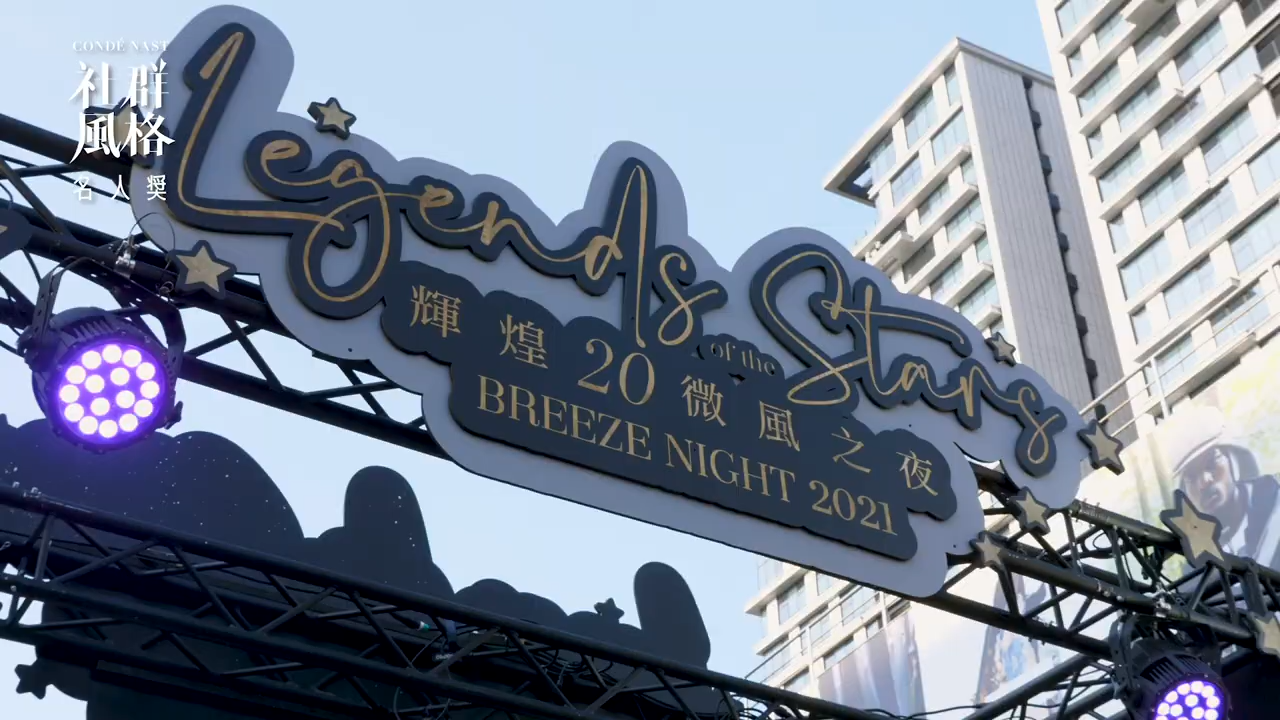 CONDÉ NAST
社群
風格
名人獎
Legends of the Stars
輝煌20微風之夜
BREEZE NIGHT 2021